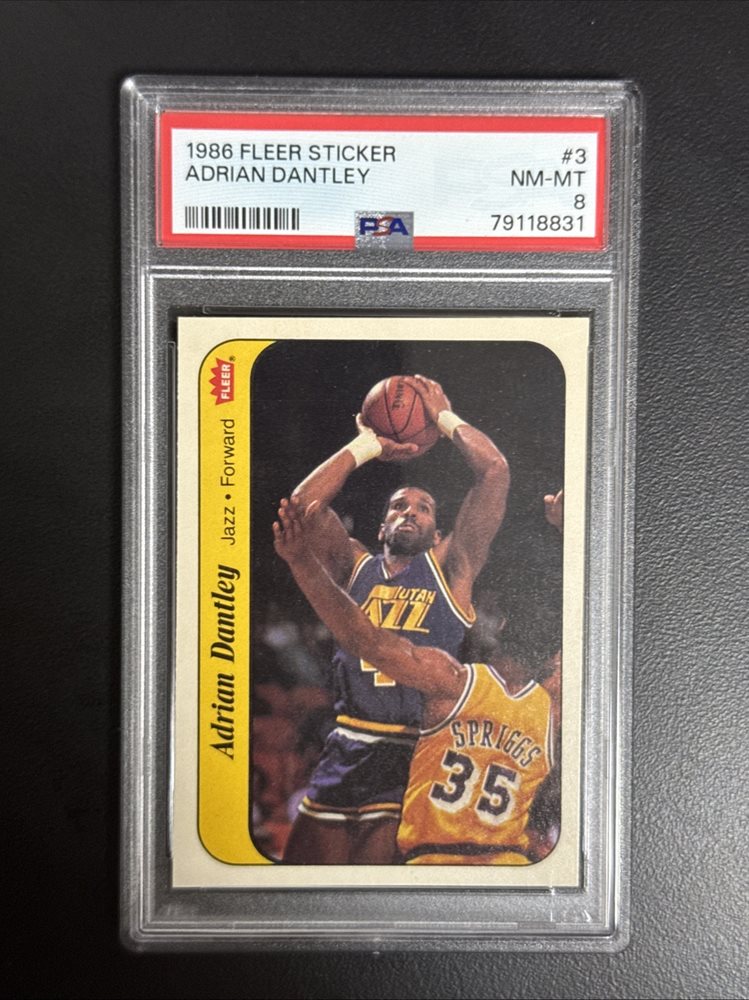 1986 FLEER STICKER
ADRIAN DANTLEY
#3
NM-MT
8
79118831
PSA
FLEER®
Adrian Dantley Jazz • Forward
UTAH
JAZZ
4
SPRIGGS
35